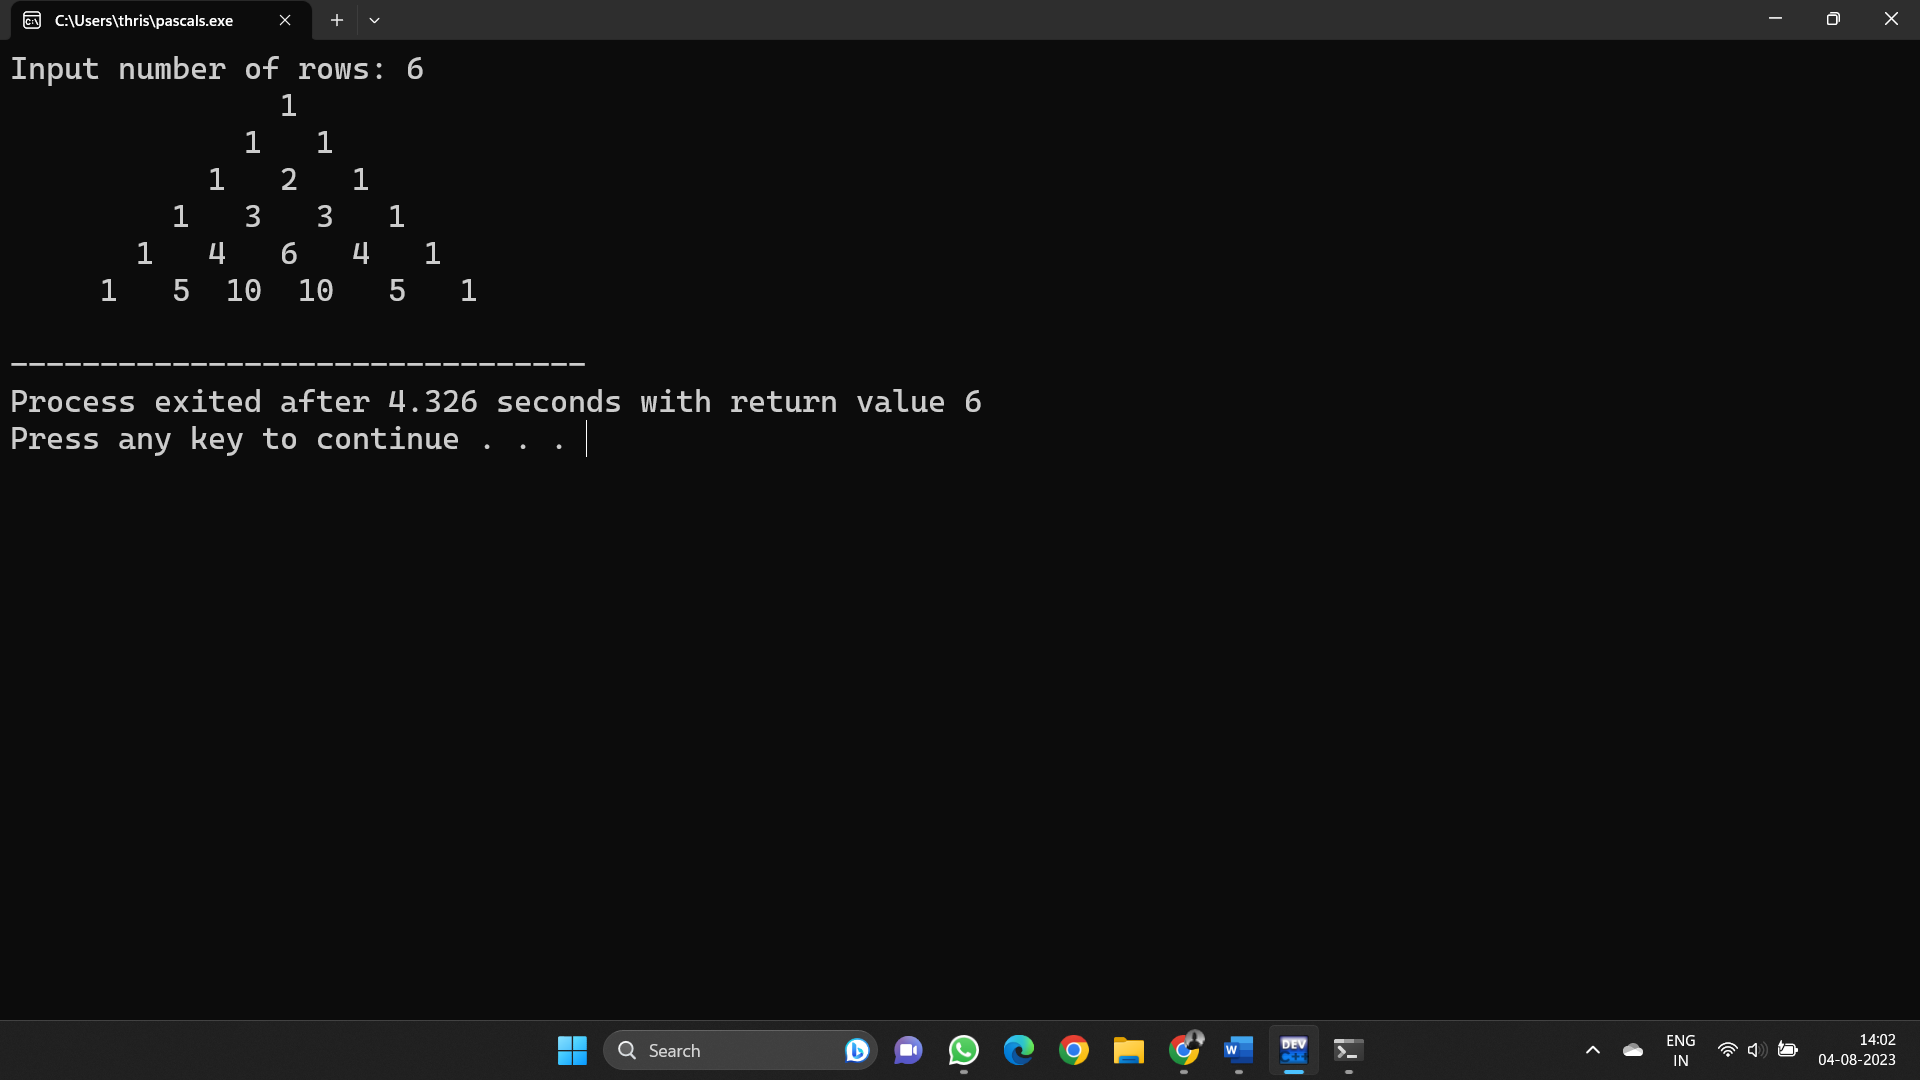 C:\Users\thris\pascals.exe
Input number of rows: 6
               1
             1   1
           1   2   1
         1   3   3   1
       1   4   6   4   1
     1   5  10  10   5   1
--------------------------------
Process exited after 4.326 seconds with return value 6
Press any key to continue . . .
Search
W
DEV
C++
ENG
IN
14:02
04-08-2023